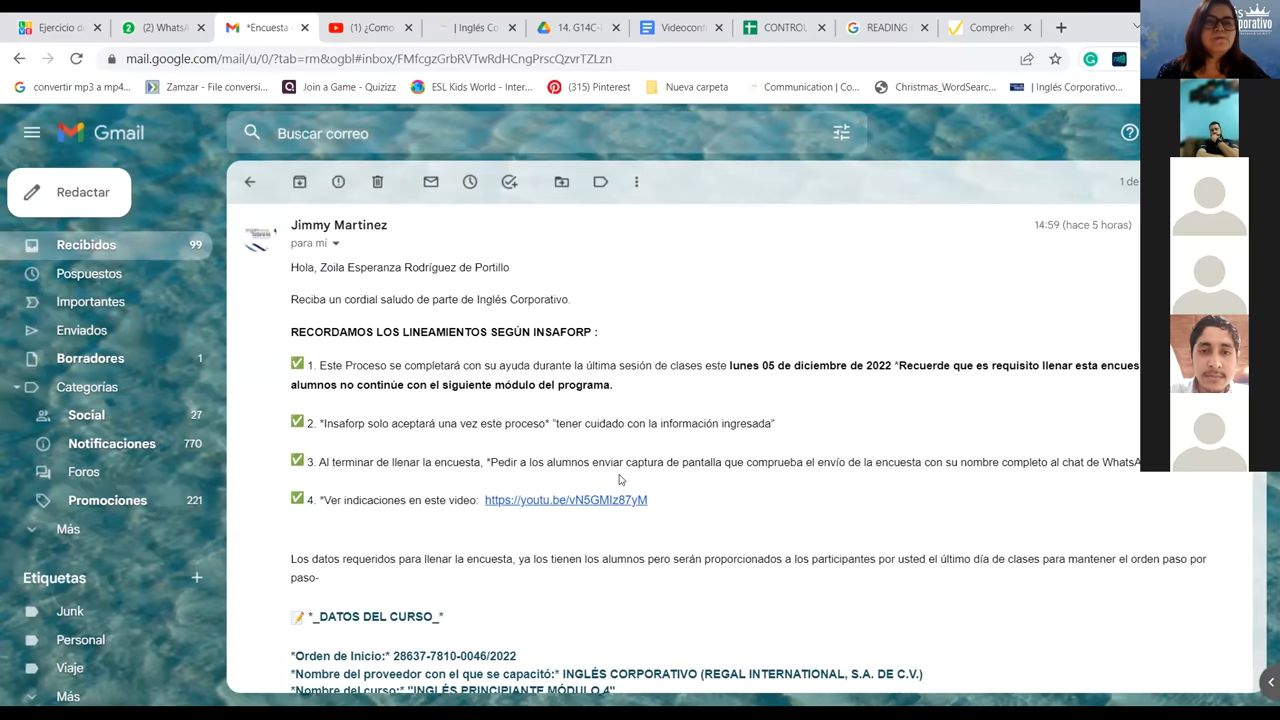 Ejercicio de
(2) WhatsA
*Encuesta
(1) ¿Como
| Inglés Co
14. G14C-
Videoconf
CONTROL
READING
Comprehe
mail.google.com/mail/u/0/?tab=rm&ogbl#inbox/FMfcgzGrbRVTwRdHCngPrscQzvrTZLzn
convertir mp3 a mp4...
Zamzar - File conversi...
Join a Game - Quizizz
ESL Kids World - Inter...
(315) Pinterest
Nueva carpeta
Communication | Co...
Christmas_WordSearc...
| Inglés Corporativo...
Gmail
Buscar correo
Redactar
Recibidos 99
Pospuestos
Importantes
Enviados
Borradores 1
Categorías
Social 27
Notificaciones 770
Foros
Promociones 221
Más
Etiquetas
Junk
Personal
Viaje
Más
1 de
Jimmy Martinez
14:59 (hace 5 horas)
para mí
Hola, Zoila Esperanza Rodríguez de Portillo
Reciba un cordial saludo de parte de Inglés Corporativo.
RECORDAMOS LOS LINEAMIENTOS SEGÚN INSAFORP :
✅ 1. Este Proceso se completará con su ayuda durante la última sesión de clases este lunes 05 de diciembre de 2022 *Recuerde que es requisito llenar esta encues
alumnos no continúe con el siguiente módulo del programa.
✅ 2. *Insaforp solo aceptará una vez este proceso* "tener cuidado con la información ingresada"
✅ 3. Al terminar de llenar la encuesta, *Pedir a los alumnos enviar captura de pantalla que comprueba el envío de la encuesta con su nombre completo al chat de WhatsA
✅ 4. *Ver indicaciones en este video: https://youtu.be/vN5GMIz87yM
Los datos requeridos para llenar la encuesta, ya los tienen los alumnos pero serán proporcionados a los participantes por usted el último día de clases para mantener el orden paso por
paso-
📝 *_DATOS DEL CURSO_*
*Orden de Inicio:* 28637-7810-0046/2022
*Nombre del proveedor con el que se capacitó:* INGLÉS CORPORATIVO (REGAL INTERNATIONAL, S.A. DE C.V.)
*Nombre del curso:* "INGLÉS PRINCIPIANTE MÓDULO 4"